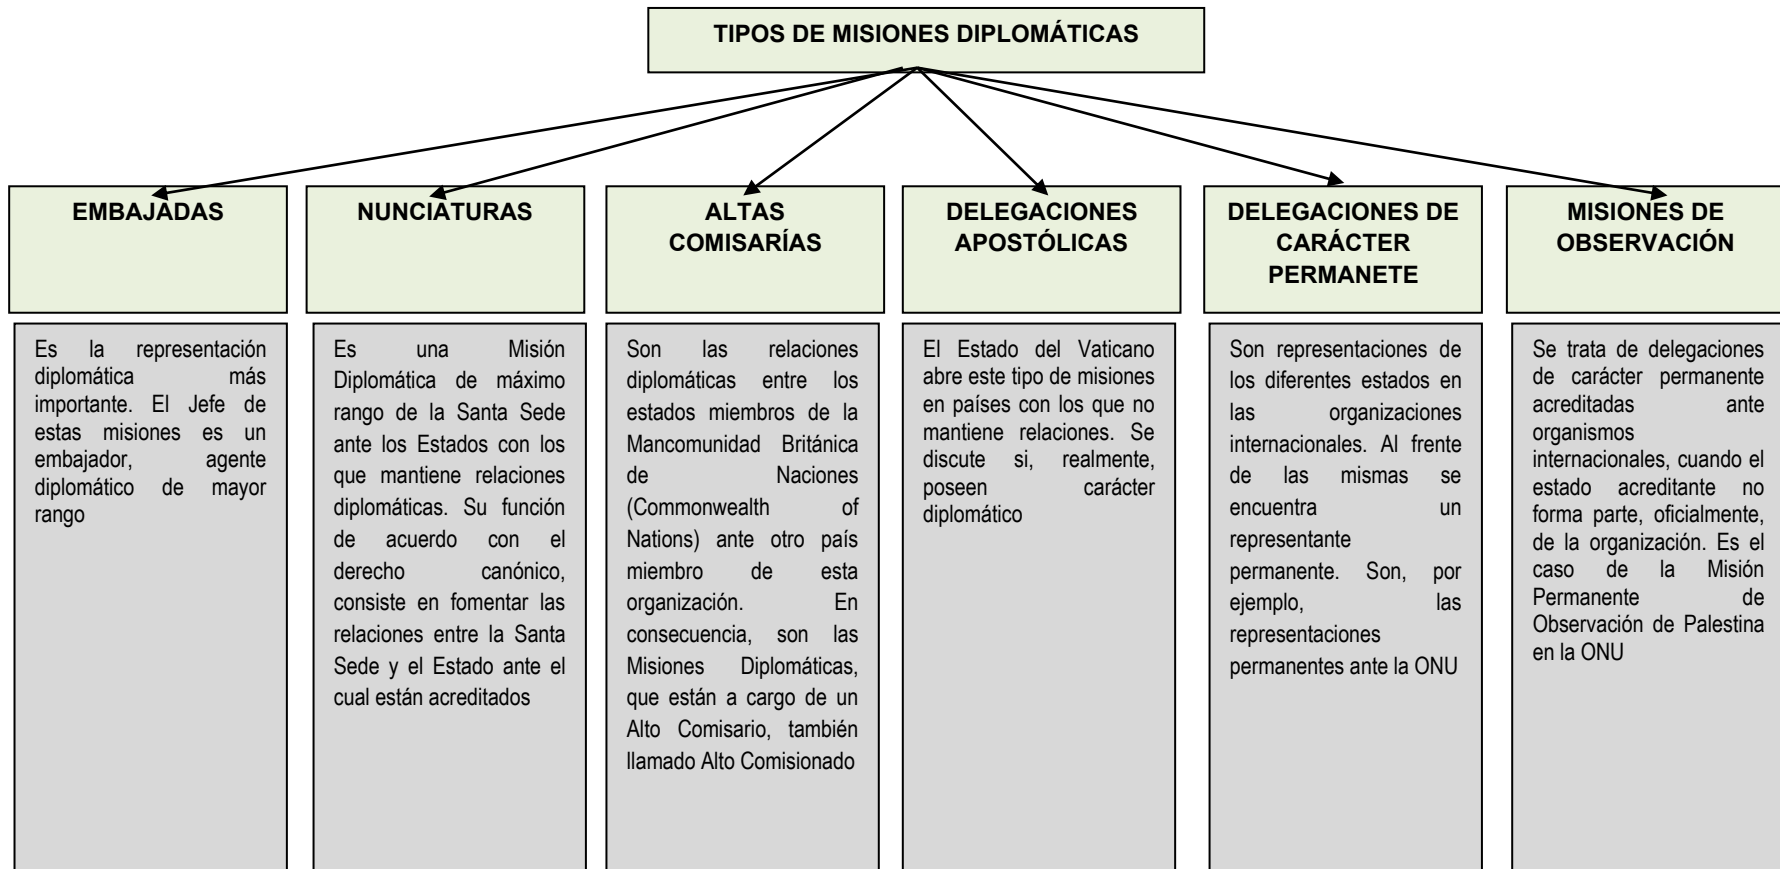 TIPOS DE MISIONES DIPLOMÁTICAS
EMBAJADAS
Es la representación
diplomática más
importante. El Jefe de
estas misiones es un
embajador, agente
diplomático de mayor
rango
NUNCIATURAS
Es una Misión
Diplomática de máximo
rango de la Santa Sede
ante los Estados con los
que mantiene relaciones
diplomáticas. Su función
de acuerdo con el
derecho canónico,
consiste en fomentar las
relaciones entre la Santa
Sede y el Estado ante el
cual están acreditados
ALTAS
COMISARÍAS
Son las relaciones
diplomáticas entre los
estados miembros de la
Mancomunidad Británica
de Naciones
(Commonwealth of
Nations) ante otro país
miembro de esta
organización. En
consecuencia, son las
Misiones Diplomáticas,
que están a cargo de un
Alto Comisario, también
llamado Alto Comisionado
DELEGACIONES
APOSTÓLICAS
El Estado del Vaticano
abre este tipo de misiones
en países con los que no
mantiene relaciones. Se
discute si, realmente,
poseen carácter
diplomático
DELEGACIONES DE
CARÁCTER
PERMANETE
Son representaciones de
los diferentes estados en
las organizaciones
internacionales. Al frente
de las mismas se
encuentra un
representante
permanente. Son, por
ejemplo, las
representaciones
permanentes ante la ONU
MISIONES DE
OBSERVACIÓN
Se trata de delegaciones
de carácter permanente
acreditadas ante
organismos
internacionales, cuando el
estado acreditante no
forma parte, oficialmente,
de la organización. Es el
caso de la Misión
Permanente de
Observación de Palestina
en la ONU